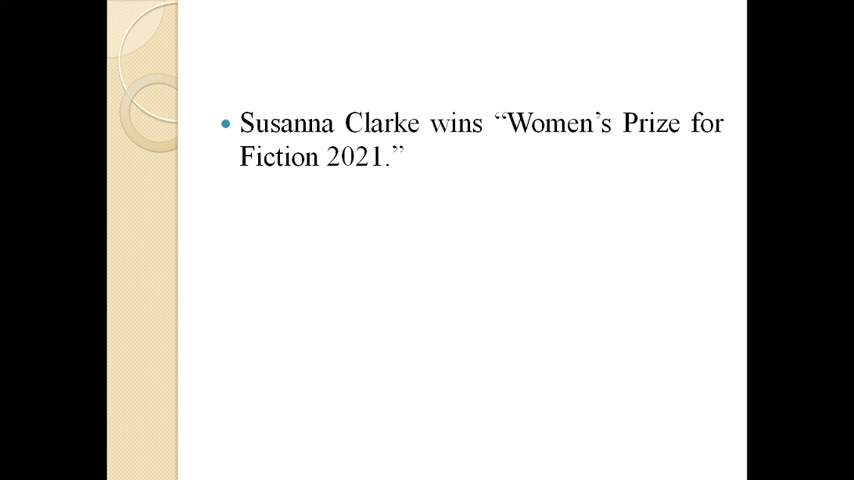 • Susanna Clarke wins “Women’s Prize for
Fiction 2021.”